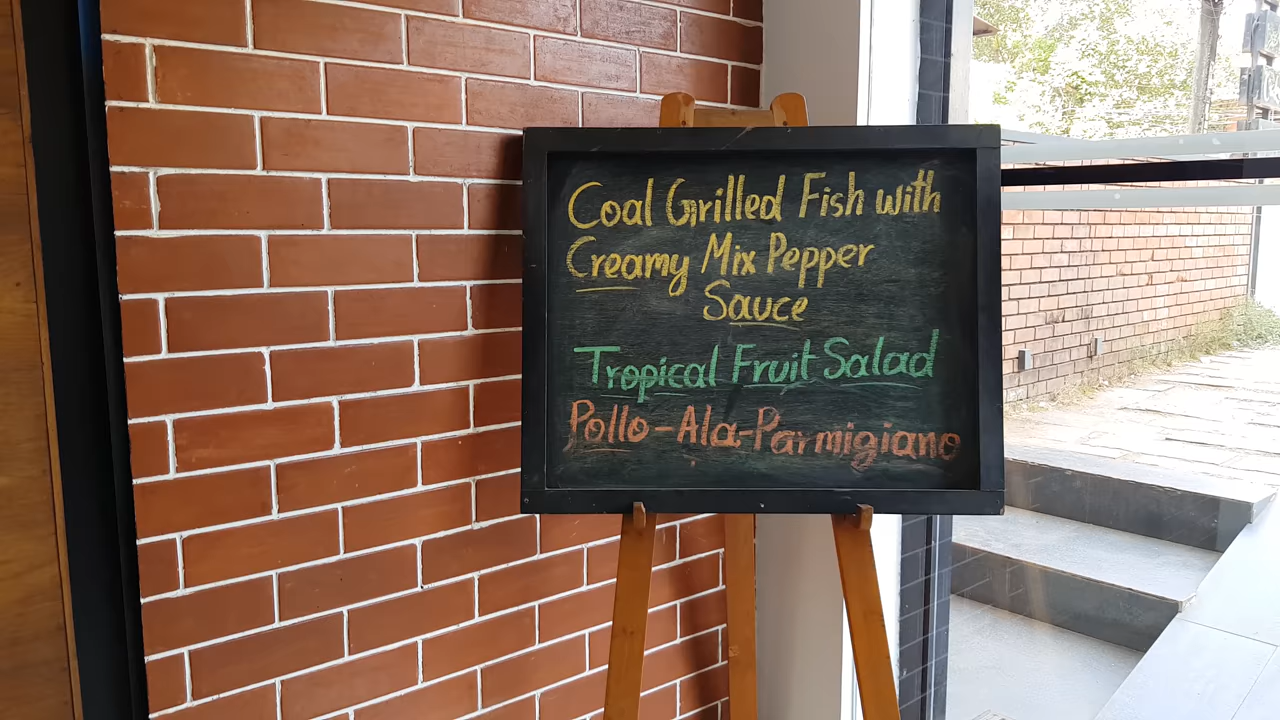 Coal Grilled Fish with
Creamy Mix Pepper
Sauce
Tropical Fruit Salad
Pollo-Ala-Parmigiano